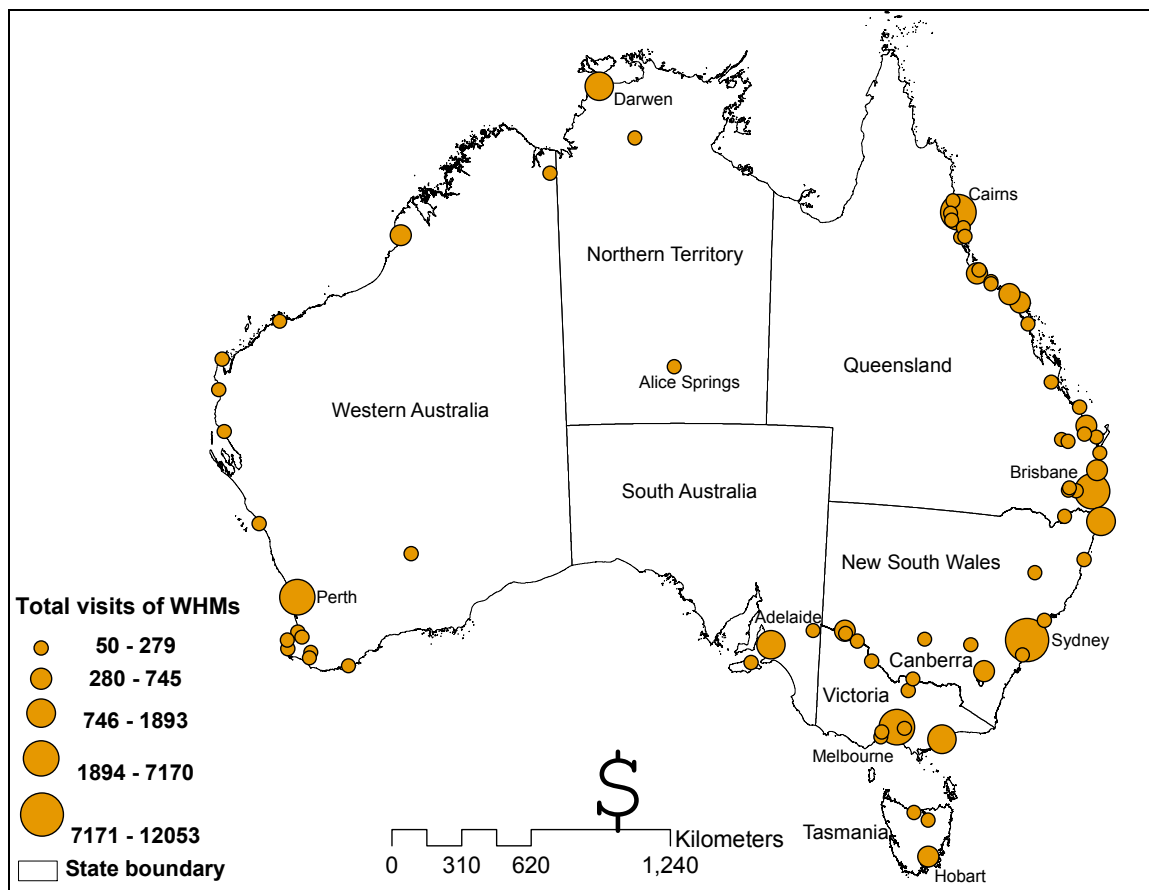 Darwen
Cairns
Northern Territory
Alice Springs
Queensland
Western Australia
South Australia
Brisbane
New South Wales
Perth
Adelaide
Sydney
Canberra
Victoria
Melbourne
Tasmania
Hobart
Total visits of WHMs
50 - 279
280 - 745
746 - 1893
1894 - 7170
7171 - 12053
State boundary
$
Kilometers
0 310 620 1,240